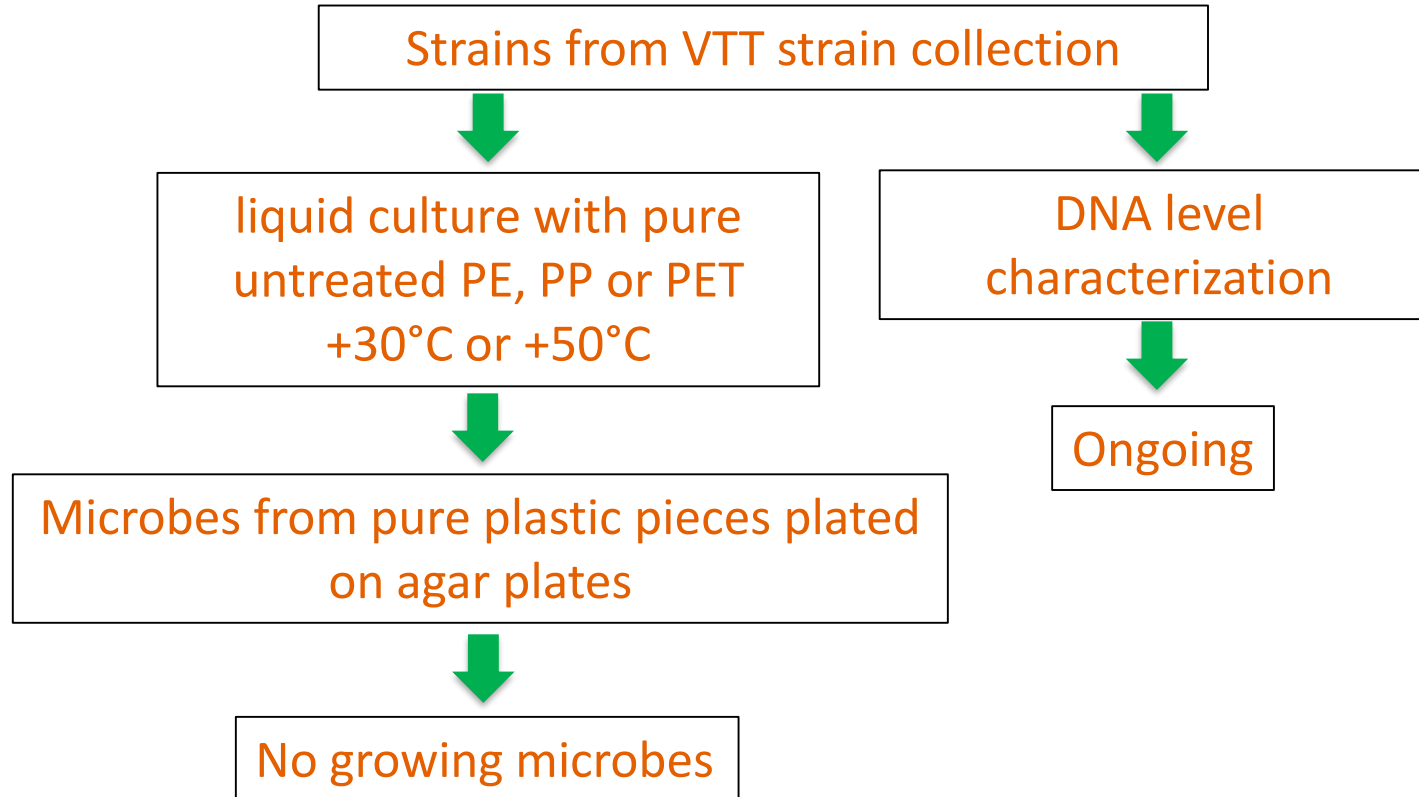 Strains from VTT strain collection
liquid culture with pure
untreated PE, PP or PET
+30°C or +50°C
DNA level
characterization
Ongoing
Microbes from pure plastic pieces plated
on agar plates
No growing microbes